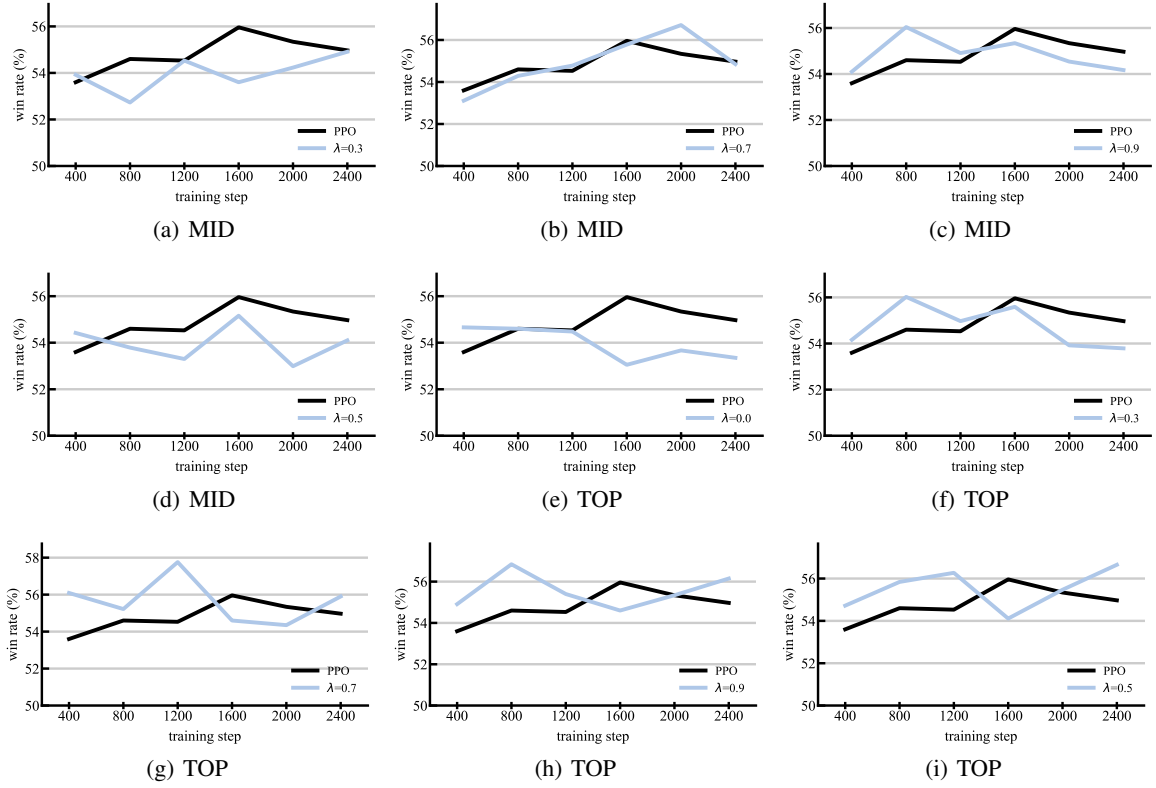 win rate (%)
56
54
52
50
PPO
λ=0.3
400 800 1200 1600 2000 2400
training step
(a) MID
win rate (%)
56
54
52
50
PPO
λ=0.7
400 800 1200 1600 2000 2400
training step
(b) MID
win rate (%)
56
54
52
50
PPO
λ=0.9
400 800 1200 1600 2000 2400
training step
(c) MID
win rate (%)
56
54
52
50
PPO
λ=0.5
400 800 1200 1600 2000 2400
training step
(d) MID
win rate (%)
56
54
52
50
PPO
λ=0.0
400 800 1200 1600 2000 2400
training step
(e) TOP
win rate (%)
56
54
52
50
PPO
λ=0.3
400 800 1200 1600 2000 2400
training step
(f) TOP
win rate (%)
58
56
54
52
50
PPO
λ=0.7
400 800 1200 1600 2000 2400
training step
(g) TOP
win rate (%)
56
54
52
50
PPO
λ=0.9
400 800 1200 1600 2000 2400
training step
(h) TOP
win rate (%)
56
54
52
50
PPO
λ=0.5
400 800 1200 1600 2000 2400
training step
(i) TOP